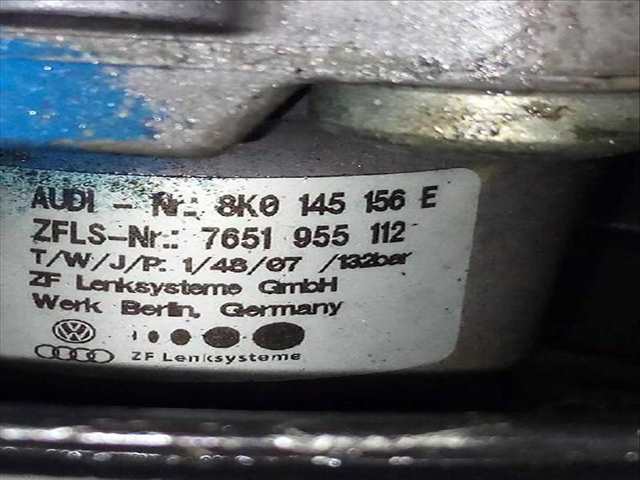 AUDI - Nr.: 8K0 145 156 E
ZFLS-Nr.: 7651 955 112
T/W/J/P: 1/48/07 /132bar
ZF Lenksysteme GmbH
Werk Berlin, Germany
ZF Lenksysteme